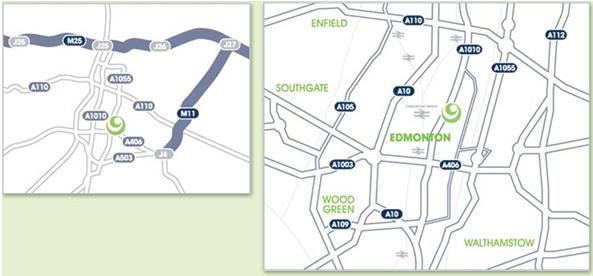 J25
M25
J25
J26
J27
A1055
A110
A110
A1010
M11
A406
A503
J4
ENFIELD
A110
A112
A1010
A1055
SOUTHGATE
A10
A105
EDMONTON
A1003
A406
WOOD
GREEN
A10
A109
WALTHAMSTOW